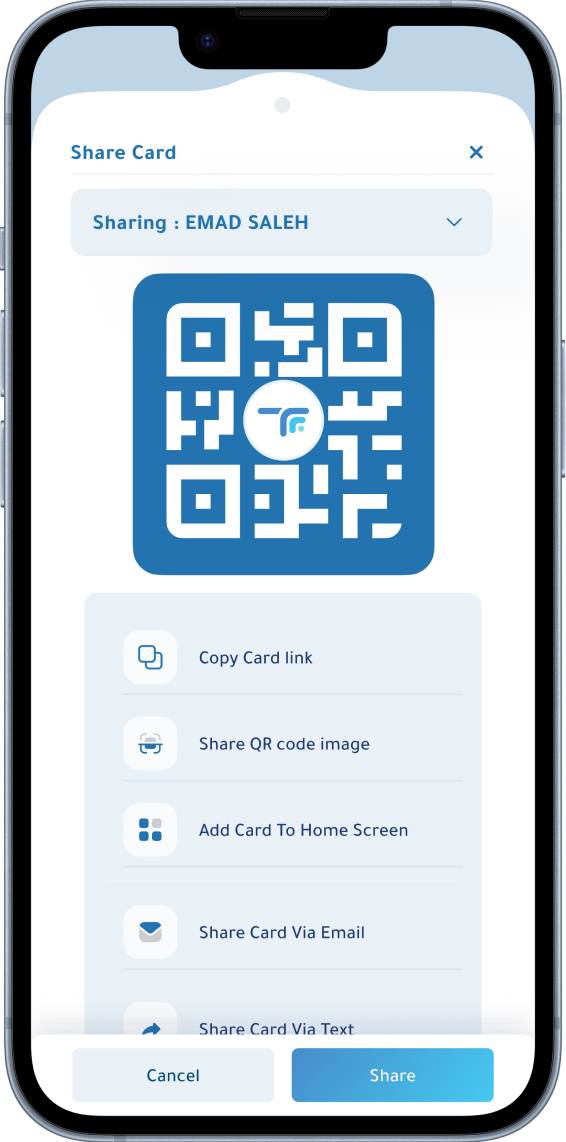 Share Card
Sharing : EMAD SALEH
Copy Card link
Share QR code image
Add Card To Home Screen
Share Card Via Email
Share Card Via Text
Cancel
Share